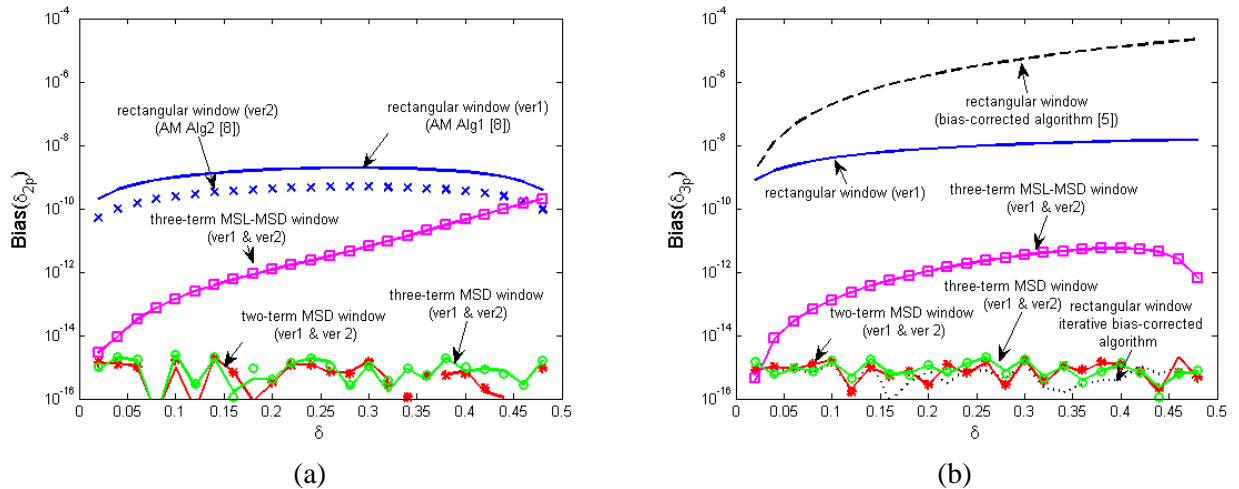 10^-4
10^-6
10^-8
10^-10
10^-12
10^-14
10^-16
Bias(δ2p)
rectangular window (ver2)
(AM Alg2 [8])
rectangular window (ver1)
(AM Alg1 [8])
three-term MSL-MSD window
(ver1 & ver2)
three-term MSD window
(ver1 & ver2)
two-term MSD window
(ver1 & ver 2)
0 0.05 0.1 0.15 0.2 0.25 0.3 0.35 0.4 0.45 0.5
δ
(a)
10^-4
10^-6
10^-8
10^-10
10^-12
10^-14
10^-16
Bias(δ3p)
rectangular window
(bias-corrected algorithm [5])
rectangular window (ver1)
three-term MSL-MSD window
(ver1 & ver2)
three-term MSD window
(ver1 & ver2)
two-term MSD window
(ver1 & ver 2)
rectangular window
iterative bias-corrected
algorithm
0 0.05 0.1 0.15 0.2 0.25 0.3 0.35 0.4 0.45 0.5
δ
(b)